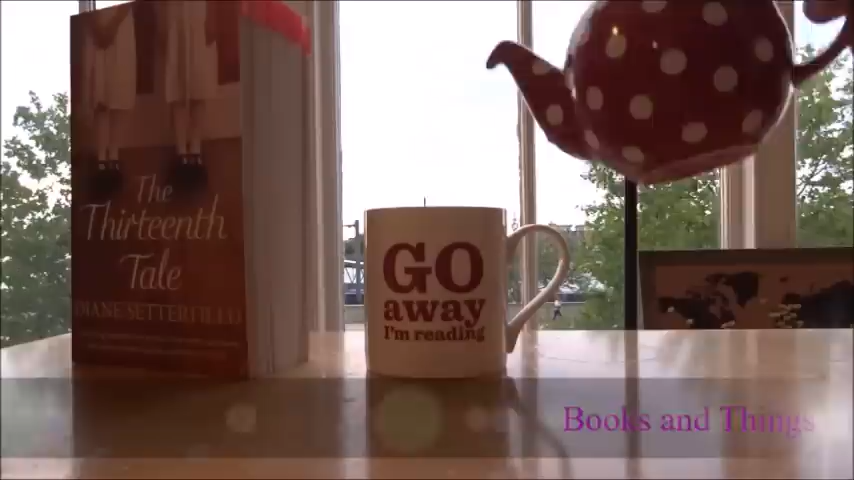 The
Thirteenth
Tale
DIANE SETTERFIELD
GO
away
I'm reading
Books and Things